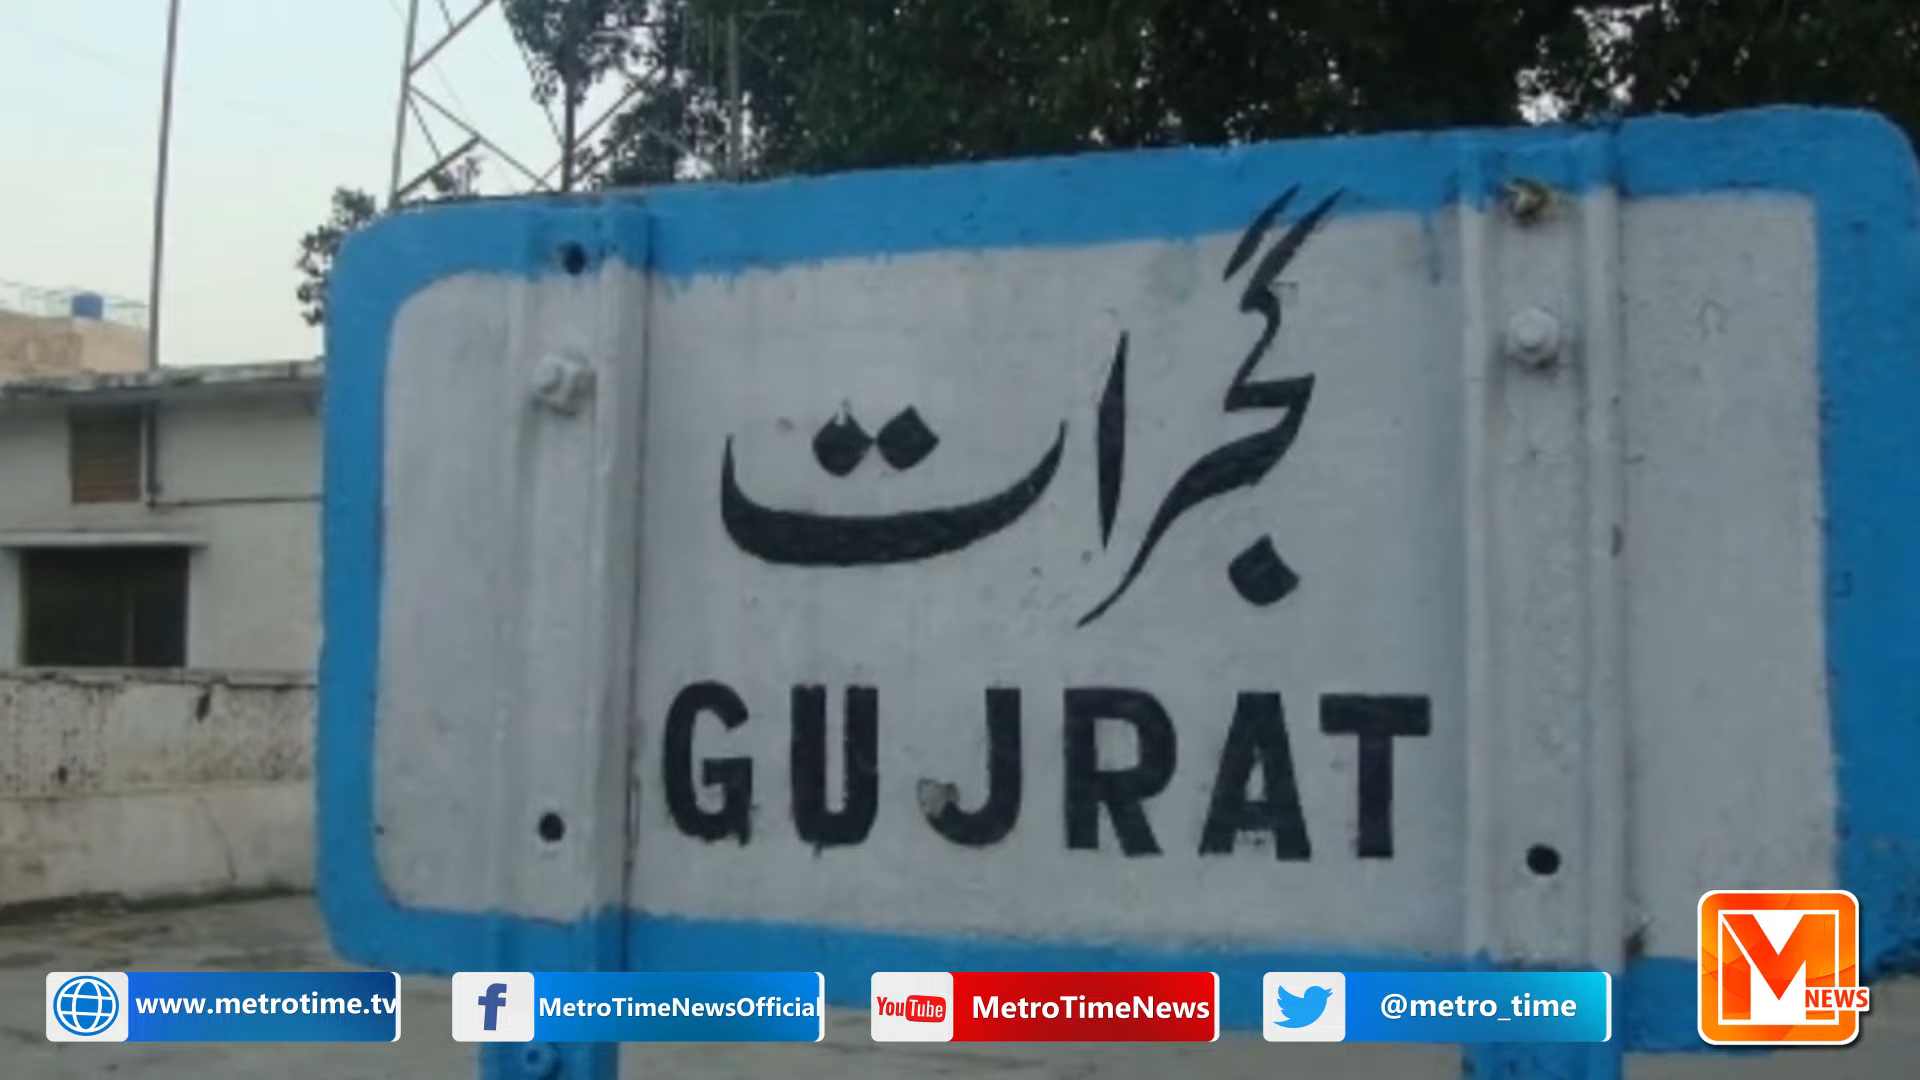 گجرات
GUJRAT
www.metrotime.tv
MetroTimeNewsOfficial
YouTube
MetroTimeNews
@metro_time
M NEWS